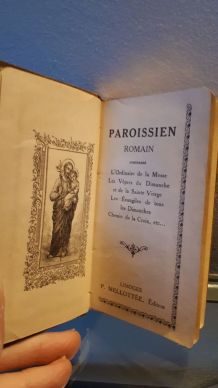 PAROISSIEN
ROMAIN
CONTENANT
L'Ordinaire de la Messe
Les Vêpres du Dimanche
et de la Sainte Vierge
Les Évangiles de tous
les Dimanches
Chemin de la Croix, etc...
LIMOGES
P. MELLOTTÉE, Éditeur